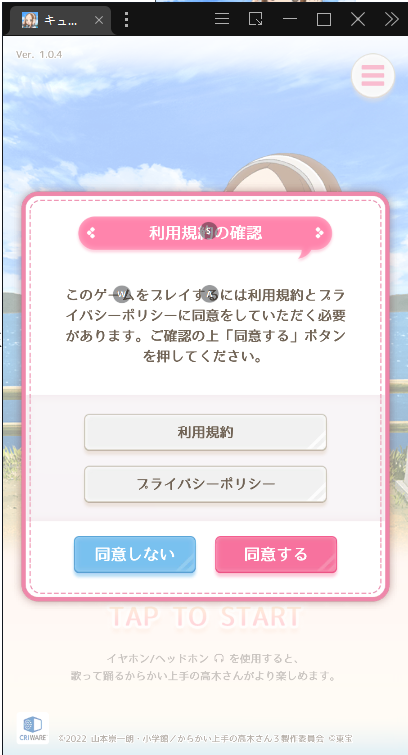 キュ...
Ver. 1.0.4
利用規約の確認
S
W
A
このゲームをプレイするには利用規約とプラ
イバシーポリシーに同意をしていただく必要
があります。ご確認の上「同意する」ボタン
を押してください。
利用規約
プライバシーポリシー
同意しない
同意する
TAP TO START
イヤホン/ヘッドホン を使用すると、
歌って踊るからかい上手の高木さんがより楽しめます。
CRIWARE
©2022 山本崇一朗・小学館／からかい上手の高木さん３製作委員会 ©東宝